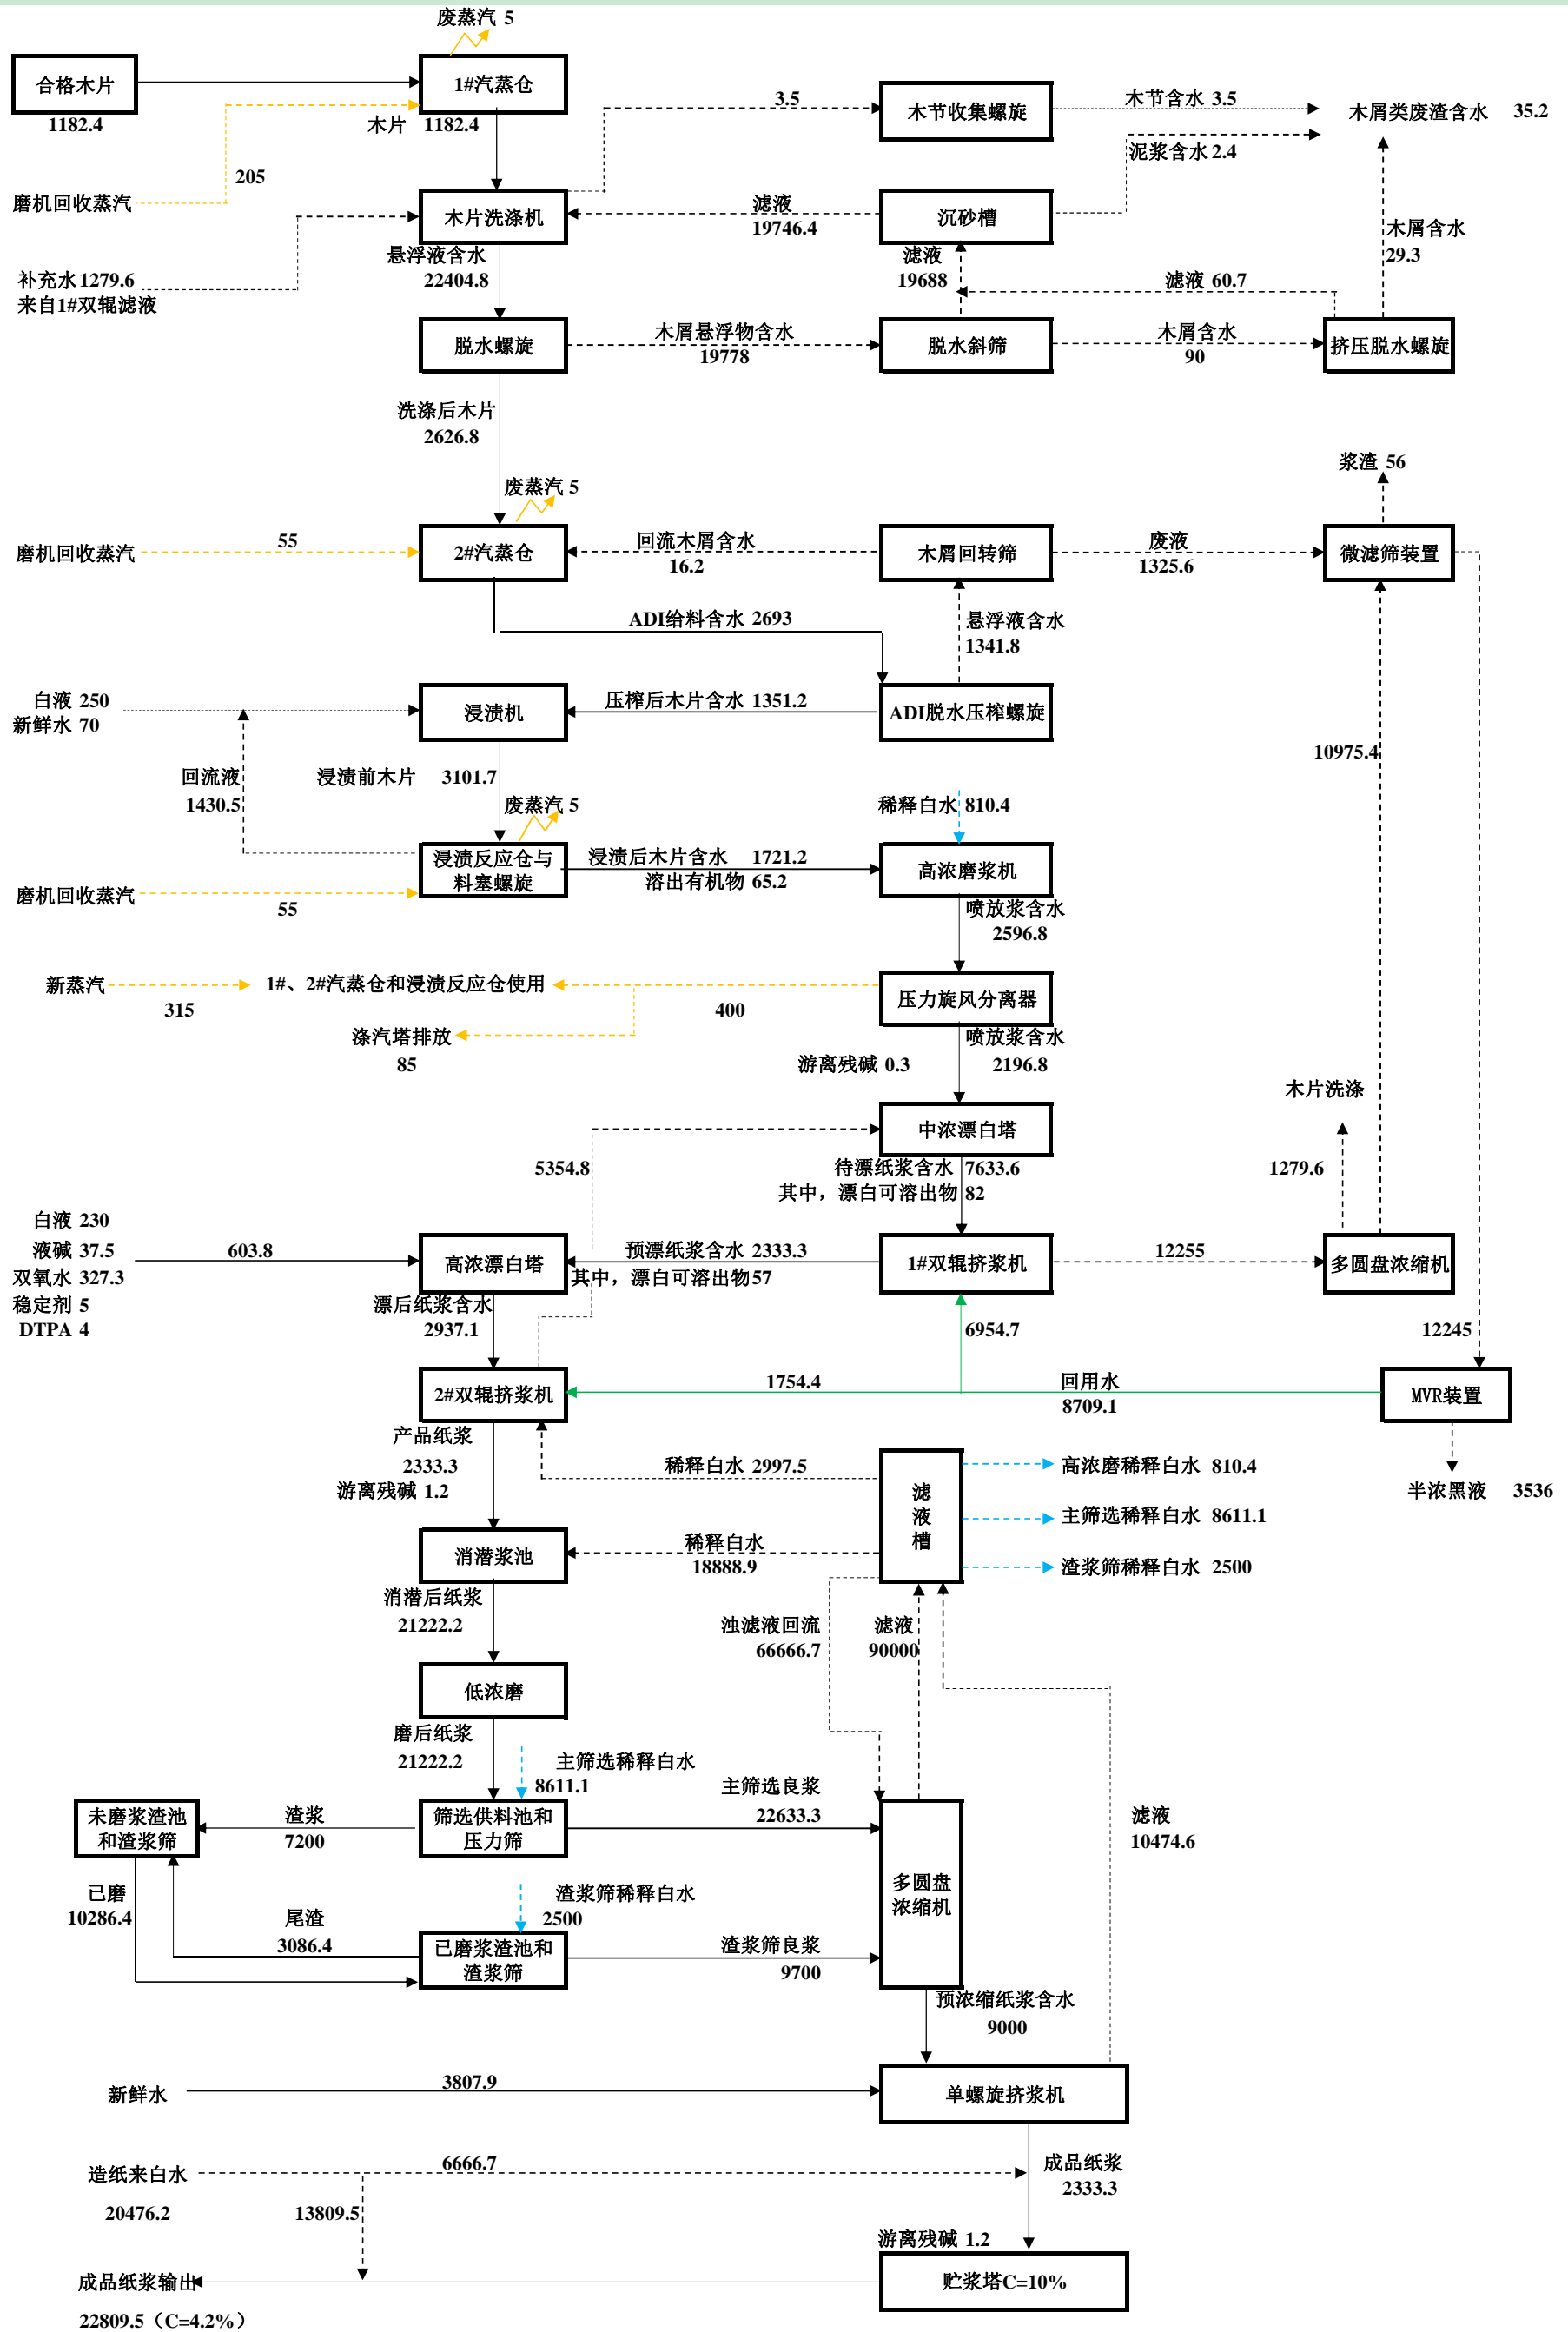 废蒸汽 5
合格木片
1182.4
1#汽蒸仓
木片 1182.4
3.5
木节收集螺旋
木节含水 3.5
木屑类废渣含水 35.2
泥浆含水 2.4
205
磨机回收蒸汽
木片洗涤机
滤液
19746.4
沉砂槽
木屑含水
29.3
悬浮液含水
22404.8
滤液
19688
滤液 60.7
补充水 1279.6
来自1#双辊滤液
脱水螺旋
木屑悬浮物含水
19778
脱水斜筛
木屑含水
90
挤压脱水螺旋
洗涤后木片
2626.8
浆渣 56
废蒸汽 5
磨机回收蒸汽
55
2#汽蒸仓
回流木屑含水
16.2
木屑回转筛
废液
1325.6
微滤筛装置
ADI给料含水 2693
悬浮液含水
1341.8
白液 250
新鲜水 70
浸渍机
压榨后木片含水 1351.2
ADI脱水压榨螺旋
10975.4
回流液
1430.5
浸渍前木片 3101.7
废蒸汽 5
稀释白水 810.4
浸渍反应仓与
料塞螺旋
浸渍后木片含水 1721.2
溶出有机物 65.2
高浓磨浆机
磨机回收蒸汽
55
喷放浆含水
2596.8
新蒸汽
315
1#、2#汽蒸仓和浸渍反应仓使用
400
压力旋风分离器
涤汽塔排放
85
喷放浆含水
2196.8
游离残碱 0.3
木片洗涤
中浓漂白塔
5354.8
待漂纸浆含水 7633.6
其中，漂白可溶出物 82
1279.6
白液 230
液碱 37.5
双氧水 327.3
稳定剂 5
DTPA 4
603.8
高浓漂白塔
预漂纸浆含水 2333.3
其中，漂白可溶出物57
1#双辊挤浆机
12255
多圆盘浓缩机
漂后纸浆含水
2937.1
6954.7
12245
2#双辊挤浆机
1754.4
回用水
8709.1
MVR装置
产品纸浆
2333.3
游离残碱 1.2
稀释白水 2997.5
滤
液
槽
高浓磨稀释白水 810.4
半浓黑液 3536
主筛选稀释白水 8611.1
消潜浆池
稀释白水
18888.9
渣浆筛稀释白水 2500
消潜后纸浆
21222.2
浊滤液回流
66666.7
滤液
90000
低浓磨
磨后纸浆
21222.2
主筛选稀释白水
8611.1
主筛选良浆
22633.3
未磨浆渣池
和渣浆筛
渣浆
7200
筛选供料池和
压力筛
滤液
10474.6
多圆盘
浓缩机
已磨
10286.4
尾渣
3086.4
渣浆筛稀释白水
2500
已磨浆渣池和
渣浆筛
渣浆筛良浆
9700
预浓缩纸浆含水
9000
新鲜水
3807.9
单螺旋挤浆机
造纸来白水
20476.2
6666.7
13809.5
成品纸浆
2333.3
游离残碱 1.2
成品纸浆输出
22809.5（C=4.2%）
贮浆塔C=10%